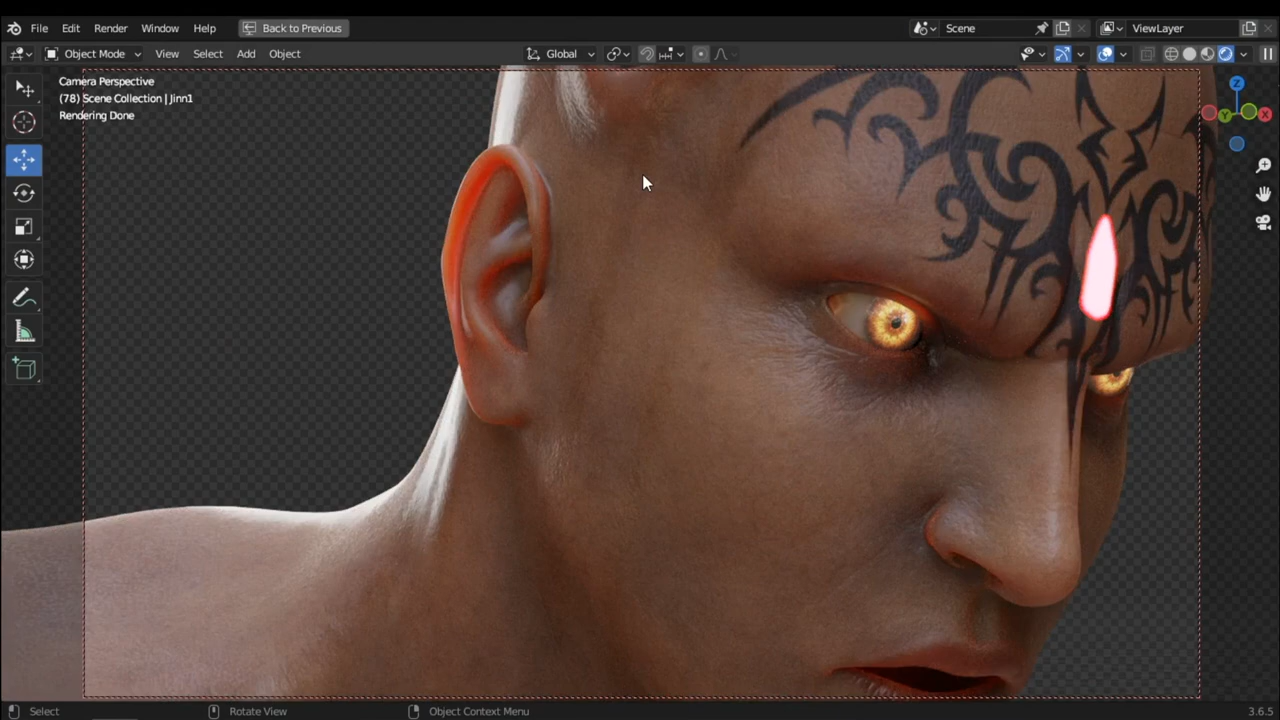 File Edit Render Window Help Back to Previous Scene ViewLayer
Object Mode View Select Add Object Global
Camera Perspective
(78) Scene Collection | Jinn1
Rendering Done
Z
Y X
Select Rotate View Object Context Menu 3.6.5